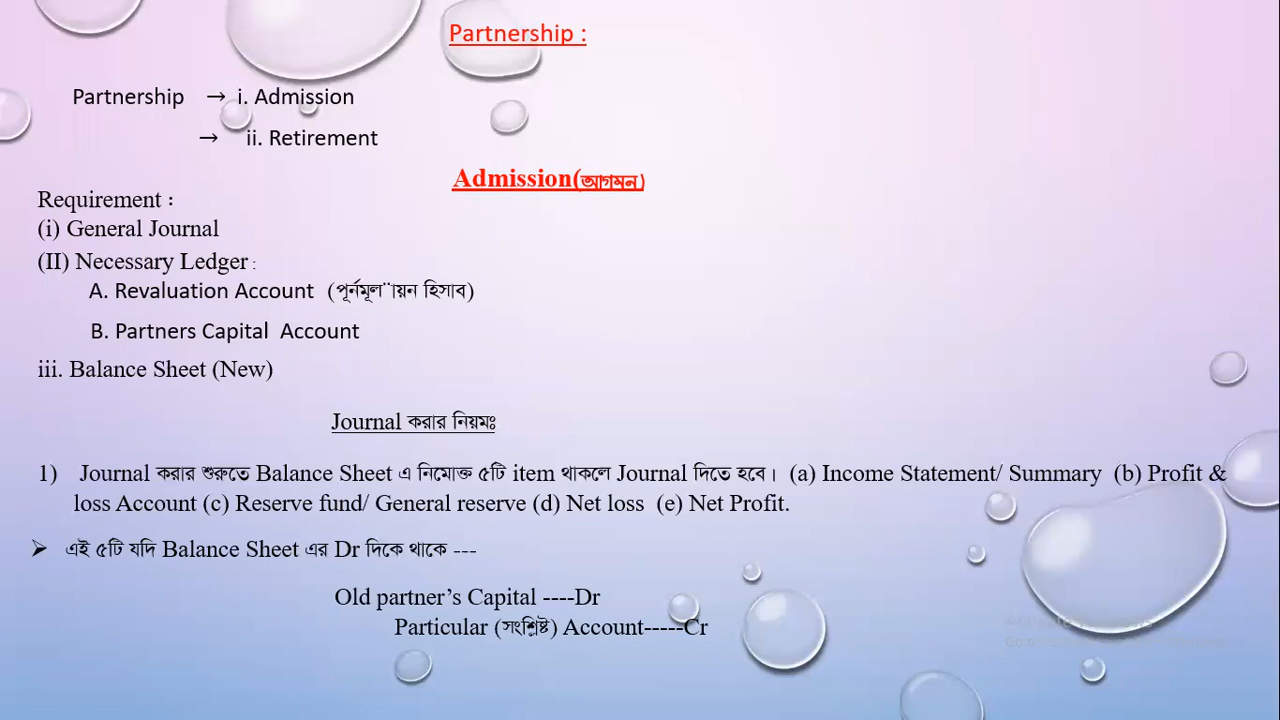 Partnership :
Partnership → i. Admission
→ ii. Retirement
Admission(আগমন)
Requirement :
(i) General Journal
(II) Necessary Ledger :
A. Revaluation Account (পূর্নমূল¨ায়ন হিসাব)
B. Partners Capital Account
iii. Balance Sheet (New)
Journal করার নিয়মঃ
1) Journal করার শুরুতে Balance Sheet এ নিমোক্ত ৫টি item থাকলে Journal দিতে হবে। (a) Income Statement/ Summary (b) Profit &
loss Account (c) Reserve fund/ General reserve (d) Net loss (e) Net Profit.
➢ এই ৫টি যদি Balance Sheet এর Dr দিকে থাকে ---
Old partner’s Capital ----Dr
Particular (সংশ্লিষ্ট) Account-----Cr